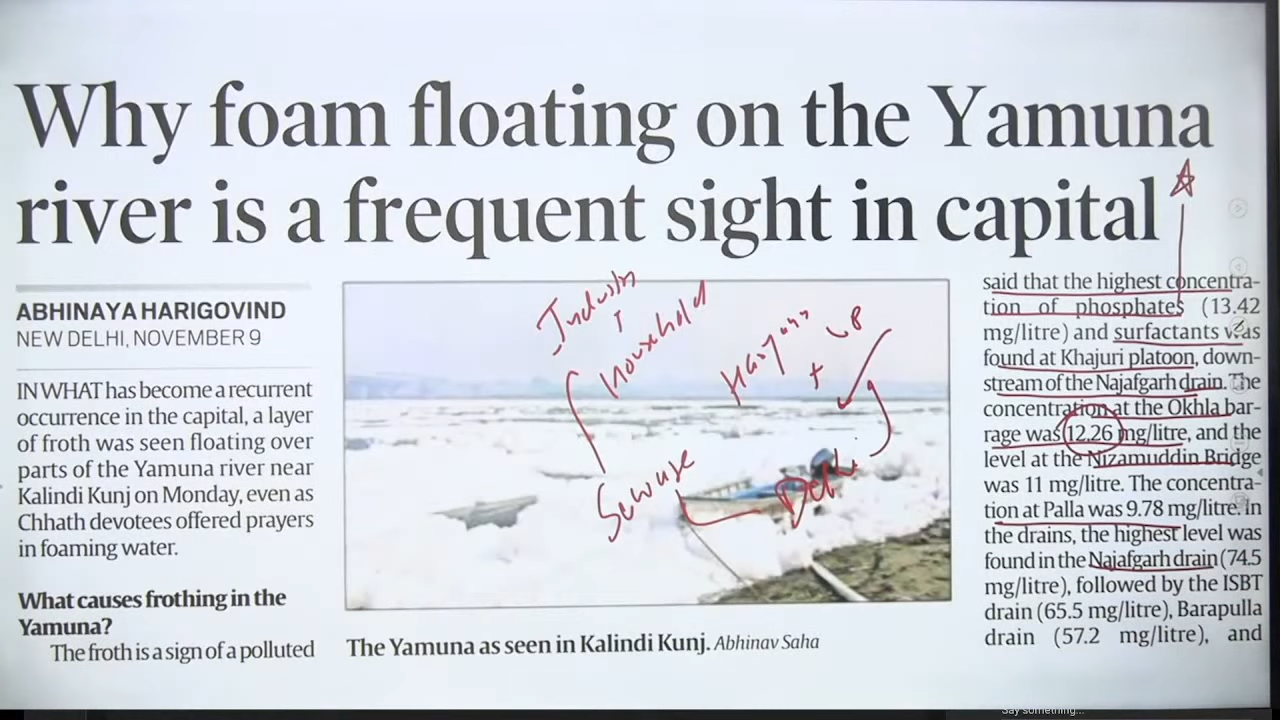 Why foam floating on the Yamuna
river is a frequent sight in capital
ABHINAYA HARIGOVIND
NEW DELHI, NOVEMBER 9
IN WHAT has become a recurrent
occurrence in the capital, a layer
of froth was seen floating over
parts of the Yamuna river near
Kalindi Kunj on Monday, even as
Chhath devotees offered prayers
in foaming water.
What causes frothing in the
Yamuna?
The froth is a sign of a polluted
Household
Haryana
+ UP
Delhi
The Yamuna as seen in Kalindi Kunj. Abhinav Saha
said that the highest concentra-
tion of phosphates (13.42
mg/litre) and surfactants was
found at Khajuri platoon, down-
stream of the Najafgarh drain. The
concentration at the Okhla bar-
rage was 12.26 mg/litre, and the
level at the Nizamuddin Bridge
was 11 mg/litre. The concentra-
tion at Palla was 9.78 mg/litre. In
the drains, the highest level was
found in the Najafgarh drain (74.5
mg/litre), followed by the ISBT
drain (65.5 mg/litre), Barapulla
drain (57.2 mg/litre), and
Say something...